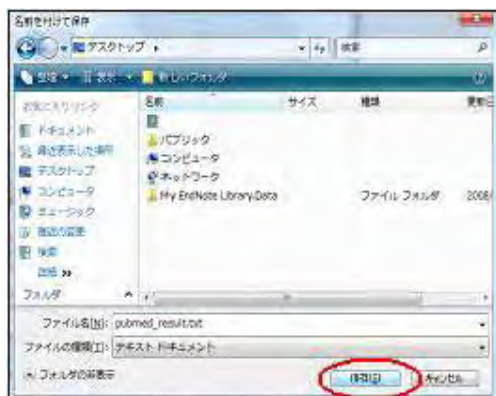 名前を付けて保存
デスクトップ
検索
整理 表示 新しいフォルダ
お気に入りリンク
ドキュメント
最近表示した場所
デスクトップ
コンピュータ
ミュージック
最近の変更
検索
詳細 >>
フォルダ
名前 サイズ 種類 更新日
パブリック
コンピュータ
ネットワーク
My EndNote Library.Data ファイル フォルダ 2008/
ファイル名(N): pubmed_result.txt
ファイルの種類(T): テキスト ドキュメント
フォルダの非表示
保存(S) キャンセル